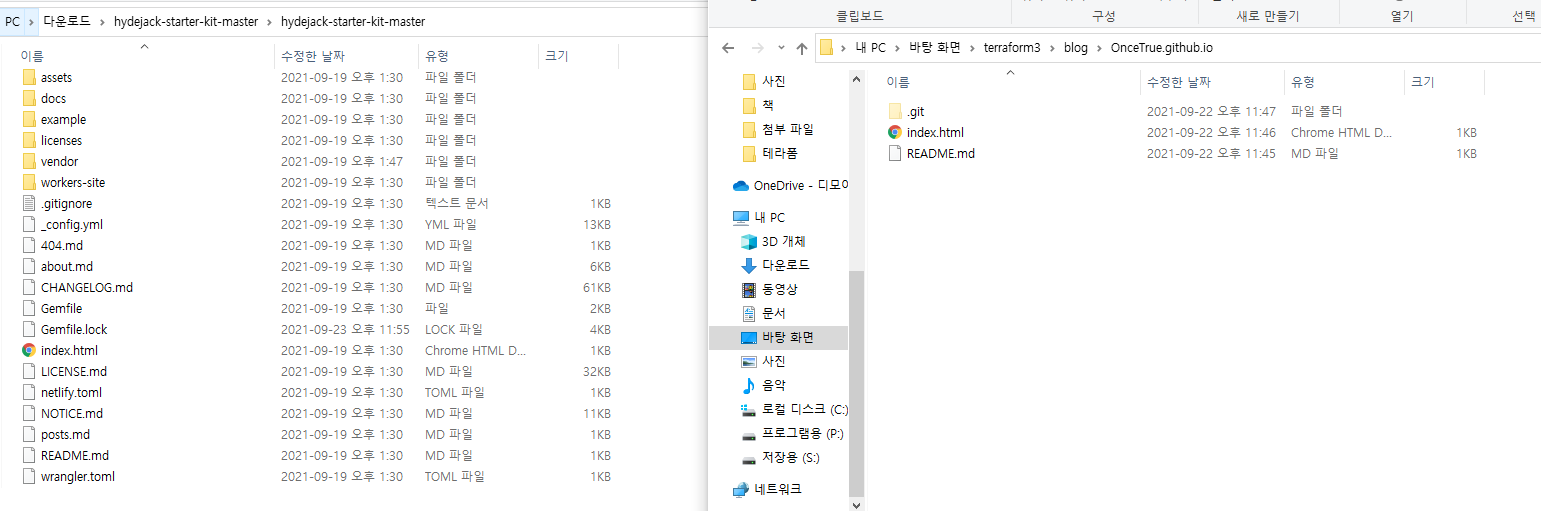 PC > 다운로드 > hydejack-starter-kit-master > hydejack-starter-kit-master
이름 수정한 날짜 유형 크기
assets 2021-09-19 오후 1:30 파일 폴더
docs 2021-09-19 오후 1:30 파일 폴더
example 2021-09-19 오후 1:30 파일 폴더
licenses 2021-09-19 오후 1:30 파일 폴더
vendor 2021-09-19 오후 1:47 파일 폴더
workers-site 2021-09-19 오후 1:30 파일 폴더
.gitignore 2021-09-19 오후 1:30 텍스트 문서 1KB
_config.yml 2021-09-19 오후 1:30 YML 파일 13KB
404.md 2021-09-19 오후 1:30 MD 파일 1KB
about.md 2021-09-19 오후 1:30 MD 파일 6KB
CHANGELOG.md 2021-09-19 오후 1:30 MD 파일 61KB
Gemfile 2021-09-19 오후 1:30 파일 2KB
Gemfile.lock 2021-09-23 오후 11:55 LOCK 파일 4KB
index.html 2021-09-19 오후 1:30 Chrome HTML D... 1KB
LICENSE.md 2021-09-19 오후 1:30 MD 파일 32KB
netlify.toml 2021-09-19 오후 1:30 TOML 파일 1KB
NOTICE.md 2021-09-19 오후 1:30 MD 파일 11KB
posts.md 2021-09-19 오후 1:30 MD 파일 1KB
README.md 2021-09-19 오후 1:30 MD 파일 1KB
wrangler.toml 2021-09-19 오후 1:30 TOML 파일 1KB
클립보드 구성 새로 만들기 열기 선택
> 내 PC > 바탕 화면 > terraform3 > blog > OnceTrue.github.io
사진
책
첨부 파일
테라폼
OneDrive - 디모이
내 PC
3D 개체
다운로드
동영상
문서
바탕 화면
사진
음악
로컬 디스크 (C:)
프로그램용 (P:)
저장용 (S:)
네트워크
이름 수정한 날짜 유형 크기
.git 2021-09-22 오후 11:47 파일 폴더
index.html 2021-09-22 오후 11:46 Chrome HTML D... 1KB
README.md 2021-09-22 오후 11:45 MD 파일 1KB